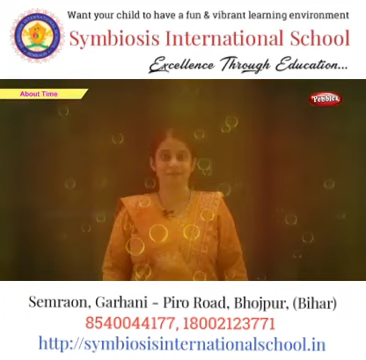 Want your child to have a fun & vibrant learning environment
Symbiosis International School
Excellence Through Education...
About Time
Pebbles
Semraon, Garhani - Piro Road, Bhojpur, (Bihar)
8540044177, 18002123771
http://symbiosisinternationalschool.in